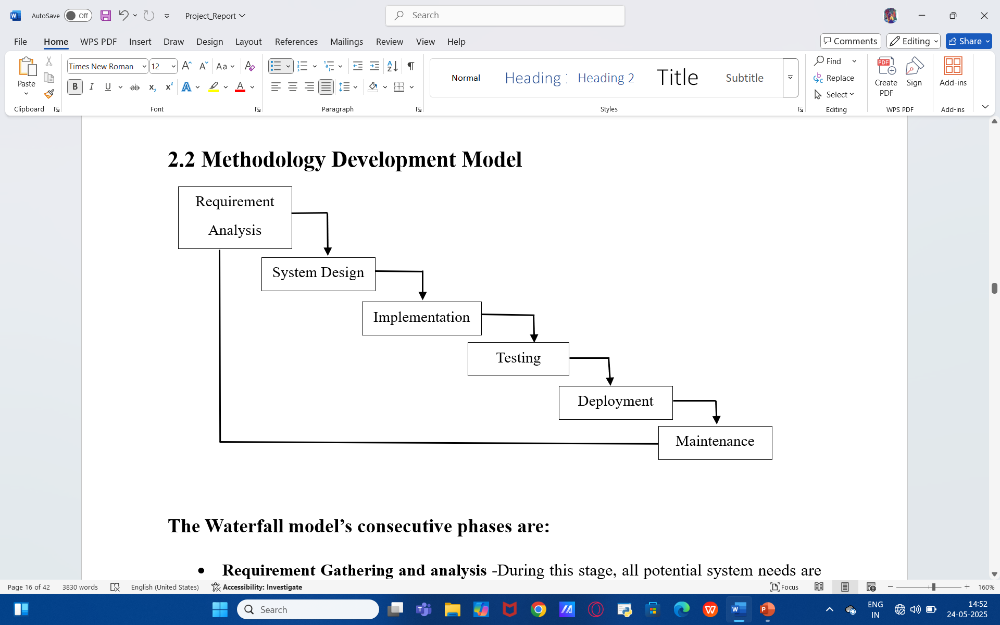 AutoSave Off Project_Report Search
File Home WPS PDF Insert Draw Design Layout References Mailings Review View Help Comments Editing Share
Paste Times New Roman 12 Aa Normal Heading 1 Heading 2 Title Subtitle Find Replace Select Create PDF Sign Add-ins
Clipboard Font Paragraph Styles Editing WPS PDF Add-ins
2.2 Methodology Development Model
Requirement
Analysis
System Design
Implementation
Testing
Deployment
Maintenance
The Waterfall model’s consecutive phases are:
• Requirement Gathering and analysis -During this stage, all potential system needs are
Page 16 of 42 3830 words English (United States) Accessibility: Investigate Focus 160%
Search ENG IN 14:52 24-05-2025